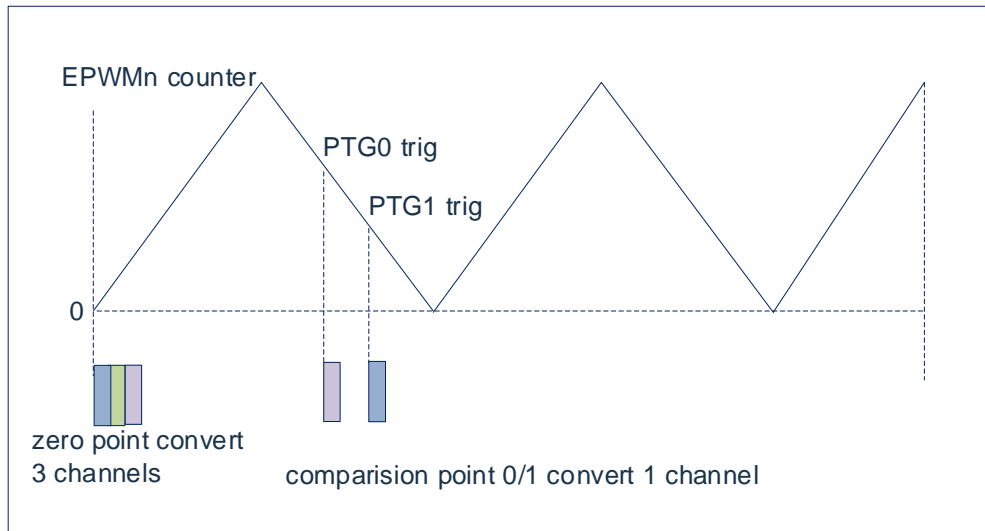 EPWMn counter
PTG0 trig
PTG1 trig
0
zero point convert
3 channels
comparision point 0/1 convert 1 channel